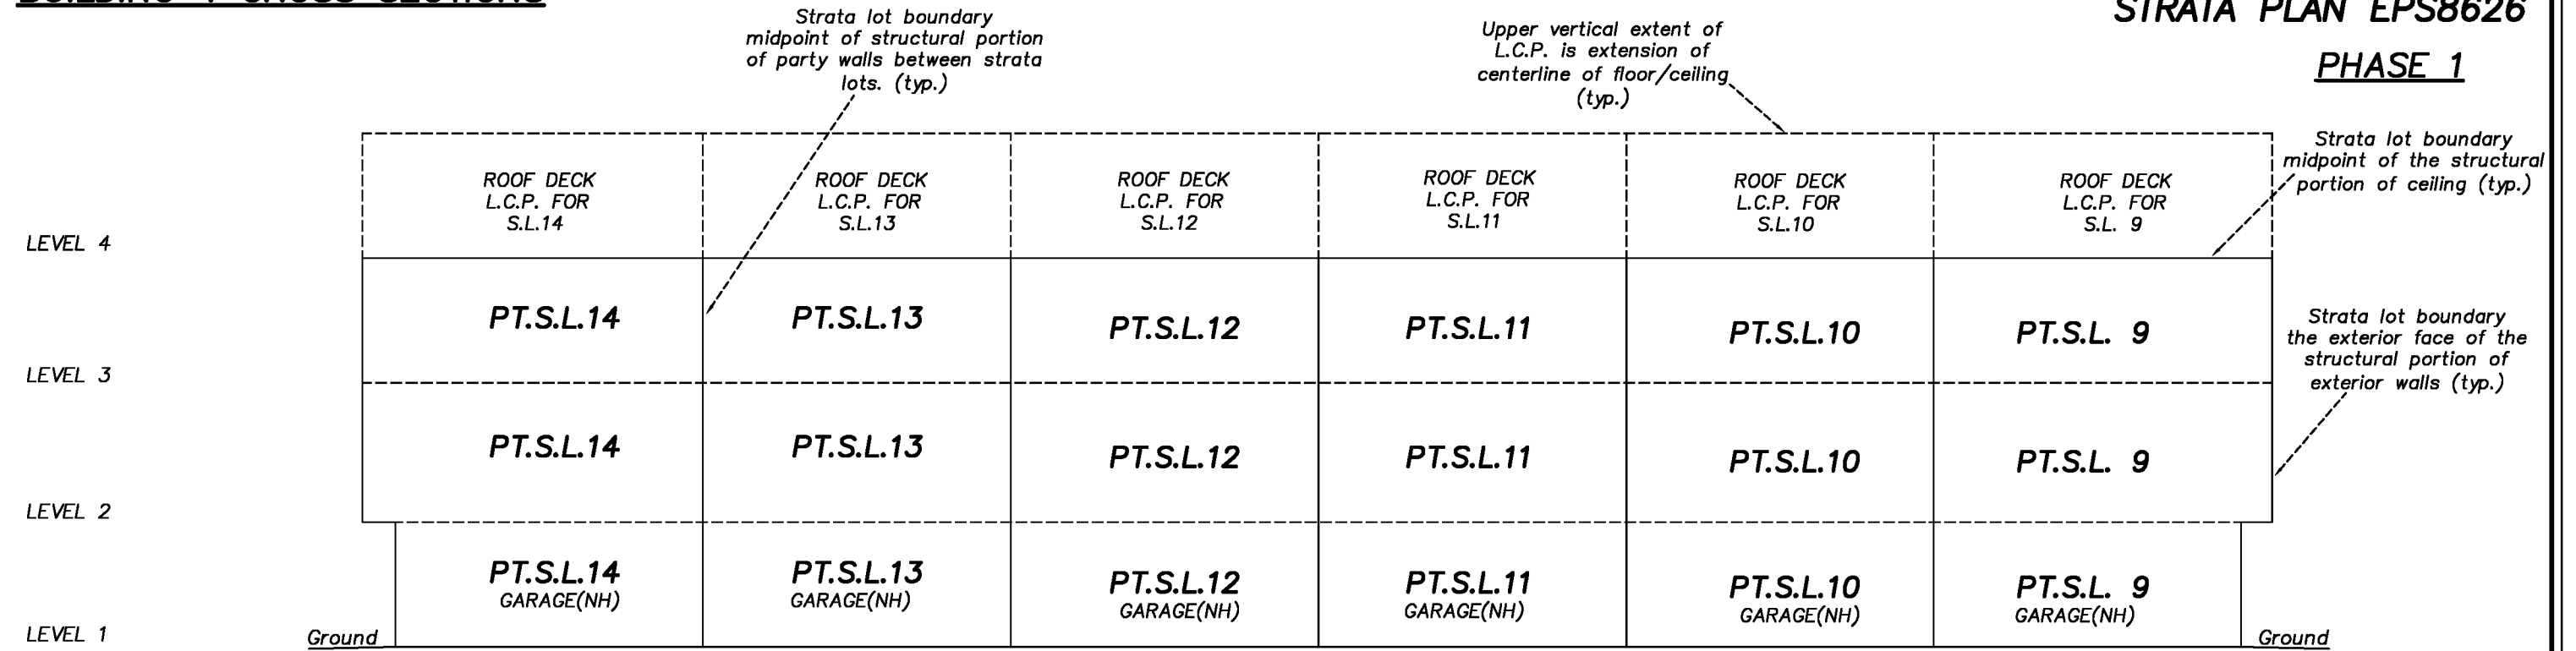 STRATA PLAN EPS8626
PHASE 1
Strata lot boundary
midpoint of structural portion
of party walls between strata
lots. (typ.)
Upper vertical extent of
L.C.P. is extension of
centerline of floor/ceiling
(typ.)
Strata lot boundary
midpoint of the structural
portion of ceiling (typ.)
ROOF DECK
L.C.P. FOR
S.L.14
ROOF DECK
L.C.P. FOR
S.L.13
ROOF DECK
L.C.P. FOR
S.L.12
ROOF DECK
L.C.P. FOR
S.L.11
ROOF DECK
L.C.P. FOR
S.L.10
ROOF DECK
L.C.P. FOR
S.L. 9
LEVEL 4
PT.S.L.14
PT.S.L.13
PT.S.L.12
PT.S.L.11
PT.S.L.10
PT.S.L. 9
Strata lot boundary
the exterior face of the
structural portion of
exterior walls (typ.)
LEVEL 3
PT.S.L.14
PT.S.L.13
PT.S.L.12
PT.S.L.11
PT.S.L.10
PT.S.L. 9
LEVEL 2
PT.S.L.14
GARAGE(NH)
PT.S.L.13
GARAGE(NH)
PT.S.L.12
GARAGE(NH)
PT.S.L.11
GARAGE(NH)
PT.S.L.10
GARAGE(NH)
PT.S.L. 9
GARAGE(NH)
LEVEL 1
Ground
Ground